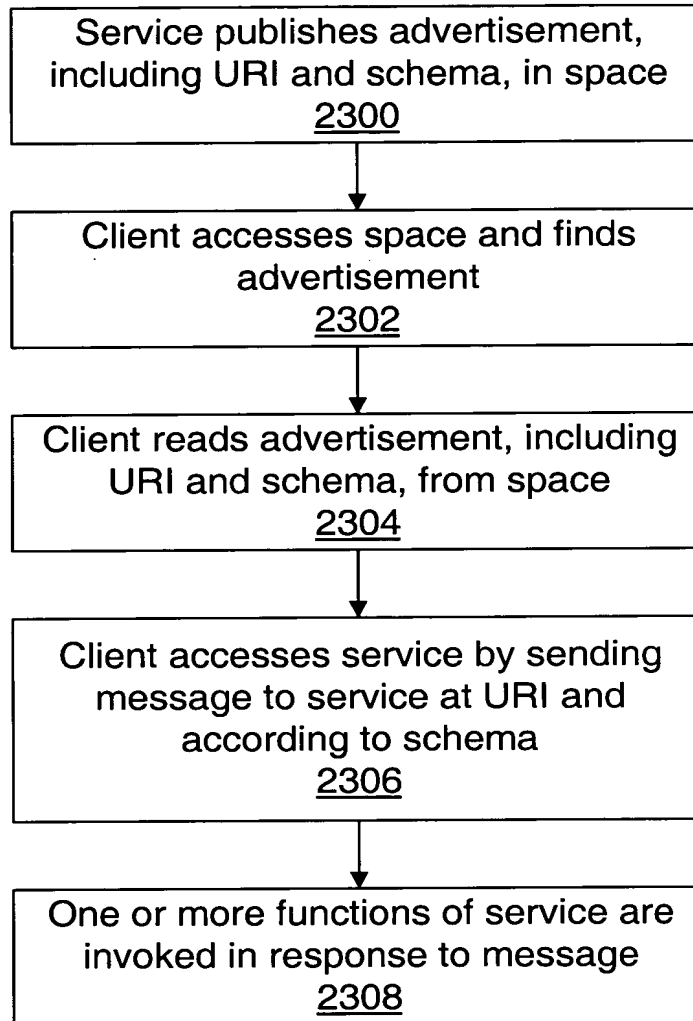 Service publishes advertisement,
including URI and schema, in space
2300
Client accesses space and finds
advertisement
2302
Client reads advertisement, including
URI and schema, from space
2304
Client accesses service by sending
message to service at URI and
according to schema
2306
One or more functions of service are
invoked in response to message
2308